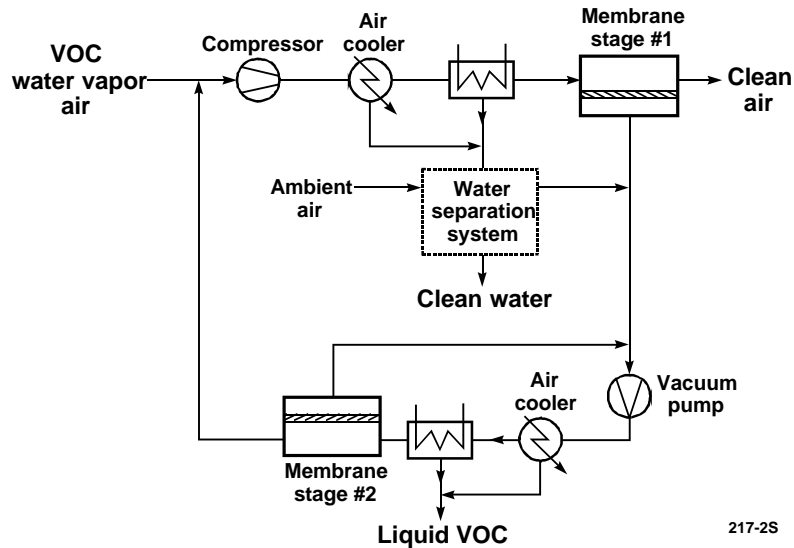 VOC
water vapor
air
Compressor
Air
cooler
Membrane
stage #1
Clean
air
Ambient
air
Water
separation
system
Clean water
Vacuum
pump
Air
cooler
Membrane
stage #2
Liquid VOC
217-2S